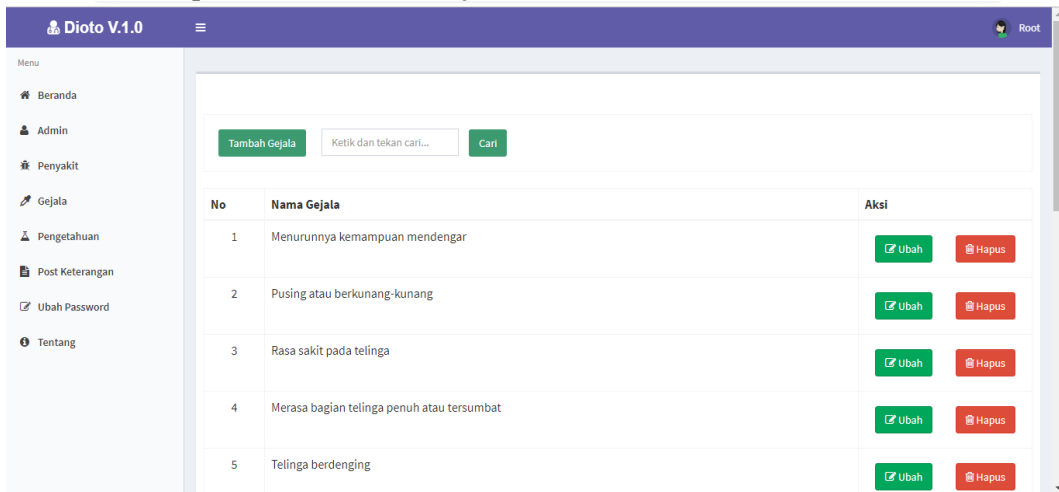 Dioto V.1.0
Root
Menu
Beranda
Admin
Penyakit
Gejala
Pengetahuan
Post Keterangan
Ubah Password
Tentang
Tambah Gejala Ketik dan tekan cari... Cari
No Nama Gejala Aksi
1 Menurunnya kemampuan mendengar Ubah Hapus
2 Pusing atau berkunang-kunang Ubah Hapus
3 Rasa sakit pada telinga Ubah Hapus
4 Merasa bagian telinga penuh atau tersumbat Ubah Hapus
5 Telinga berdenging Ubah Hapus